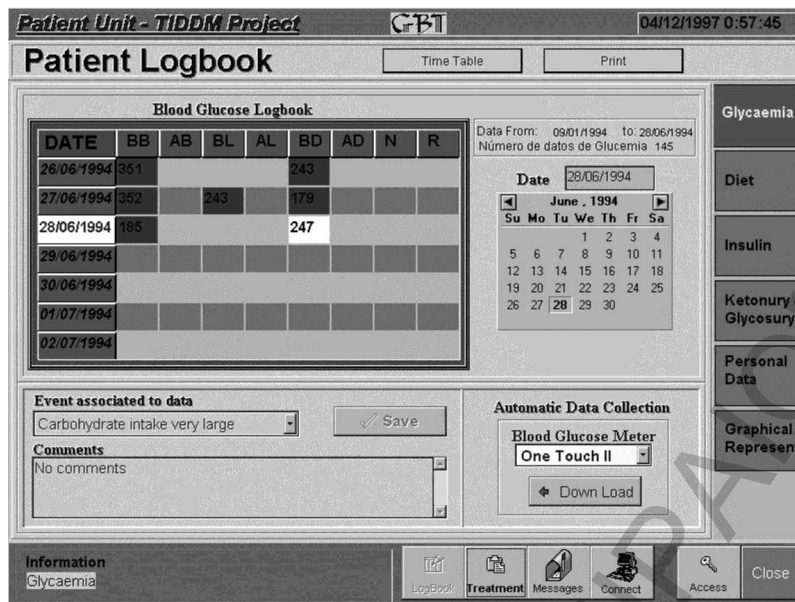 Patient Unit - TIDDM Project GBT 04/12/1997 0:57:45
Patient Logbook Time Table Print
Blood Glucose Logbook
DATE BB AB BL AL BD AD N R
26/06/1994 351 243
27/06/1994 352 243 179
28/06/1994 185 247
29/06/1994
30/06/1994
01/07/1994
02/07/1994
Data From: 09/01/1994 to: 28/06/1994
Número de datos de Glucemia 145
Date 28/06/1994
June , 1994
Su Mo Tu We Th Fr Sa
1 2 3 4
5 6 7 8 9 10 11
12 13 14 15 16 17 18
19 20 21 22 23 24 25
26 27 28 29 30
Glycaemia
Diet
Insulin
Ketonury
Glycosury
Personal
Data
Graphical
Represen
Event associated to data
Carbohydrate intake very large
Save
Comments
No comments
Automatic Data Collection
Blood Glucose Meter
One Touch II
Down Load
Information
Glycaemia
LogBook Treatment Messages Connect Access Close